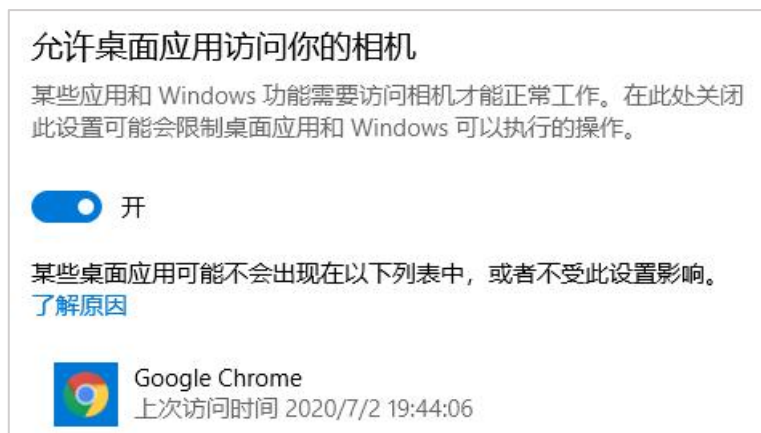 允许桌面应用访问你的相机
某些应用和 Windows 功能需要访问相机才能正常工作。在此处关闭
此设置可能会限制桌面应用和 Windows 可以执行的操作。
开
某些桌面应用可能不会出现在以下列表中，或者不受此设置影响。
了解原因
Google Chrome
上次访问时间 2020/7/2 19:44:06